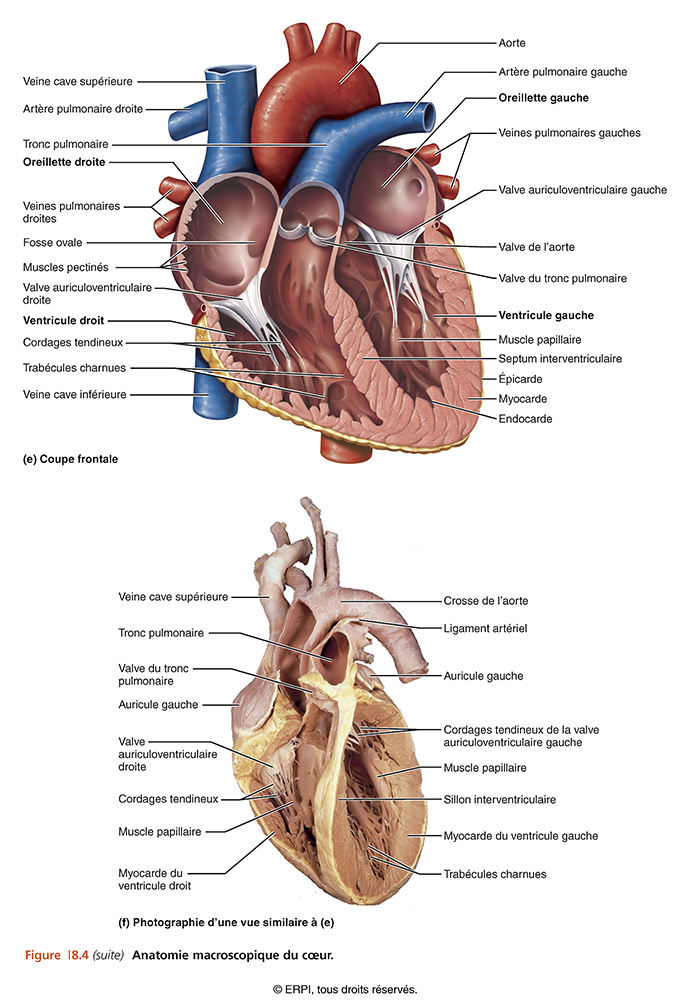 Aorte
Artère pulmonaire gauche
Oreillette gauche
Veines pulmonaires gauches
Valve auriculoventriculaire gauche
Valve de l'aorte
Valve du tronc pulmonaire
Ventricule gauche
Muscle papillaire
Septum interventriculaire
Épicarde
Myocarde
Endocarde
Veine cave supérieure
Artère pulmonaire droite
Tronc pulmonaire
Oreillette droite
Veines pulmonaires
droites
Fosse ovale
Muscles pectinés
Valve auriculoventriculaire
droite
Ventricule droit
Cordages tendineux
Trabécules charnues
Veine cave inférieure
(e) Coupe frontale
Veine cave supérieure
Tronc pulmonaire
Valve du tronc
pulmonaire
Auricule gauche
Valve
auriculoventriculaire
droite
Cordages tendineux
Muscle papillaire
Myocarde du
ventricule droit
Crosse de l'aorte
Ligament artériel
Auricule gauche
Cordages tendineux de la valve
auriculoventriculaire gauche
Muscle papillaire
Sillon interventriculaire
Myocarde du ventricule gauche
Trabécules charnues
(f) Photographie d'une vue similaire à (e)
Figure 18.4 (suite) Anatomie macroscopique du cœur.
© ERPI, tous droits réservés.